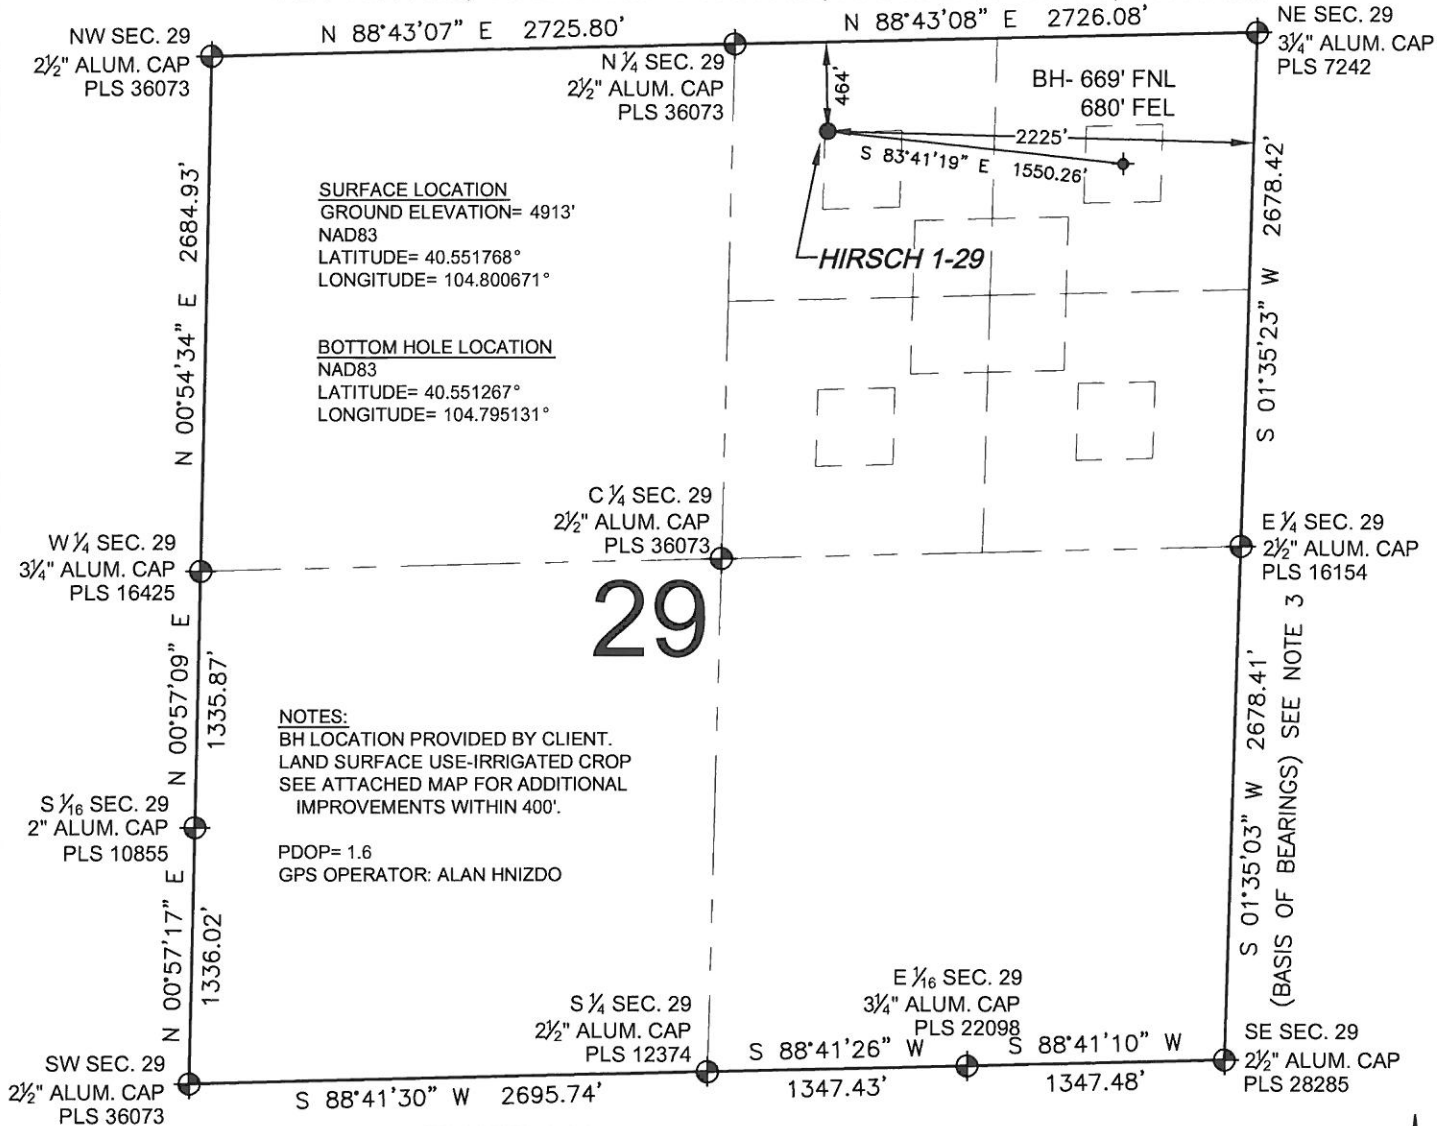 NW SEC. 29
2½" ALUM. CAP
PLS 36073
N 88°43'07" E 2725.80'
N ¼ SEC. 29
2½" ALUM. CAP
PLS 36073
N 88°43'08" E 2726.08'
NE SEC. 29
3¼" ALUM. CAP
PLS 7242
464'
BH- 669' FNL
680' FEL
2225'
S 83°41'19" E 1550.26'
HIRSCH 1-29
N 00°54'34" E 2684.93'
S 01°35'23" W 2678.42'
SURFACE LOCATION
GROUND ELEVATION= 4913'
NAD83
LATITUDE= 40.551768°
LONGITUDE= 104.800671°
BOTTOM HOLE LOCATION
NAD83
LATITUDE= 40.551267°
LONGITUDE= 104.795131°
W ¼ SEC. 29
3¼" ALUM. CAP
PLS 16425
C ¼ SEC. 29
2½" ALUM. CAP
PLS 36073
E ¼ SEC. 29
2½" ALUM. CAP
PLS 16154
29
N 00°57'09" E
1335.87'
S 01°35'03" W 2678.41'
(BASIS OF BEARINGS) SEE NOTE 3
NOTES:
BH LOCATION PROVIDED BY CLIENT.
LAND SURFACE USE-IRRIGATED CROP
SEE ATTACHED MAP FOR ADDITIONAL
IMPROVEMENTS WITHIN 400'.
PDOP= 1.6
GPS OPERATOR: ALAN HNIZDO
S 1⁄16 SEC. 29
2" ALUM. CAP
PLS 10855
N 00°57'17" E
1336.02'
SW SEC. 29
2½" ALUM. CAP
PLS 36073
S 88°41'30" W 2695.74'
S ¼ SEC. 29
2½" ALUM. CAP
PLS 12374
S 88°41'26" W
1347.43'
E 1⁄16 SEC. 29
3¼" ALUM. CAP
PLS 22098
S 88°41'10" W
1347.48'
SE SEC. 29
2½" ALUM. CAP
PLS 28285